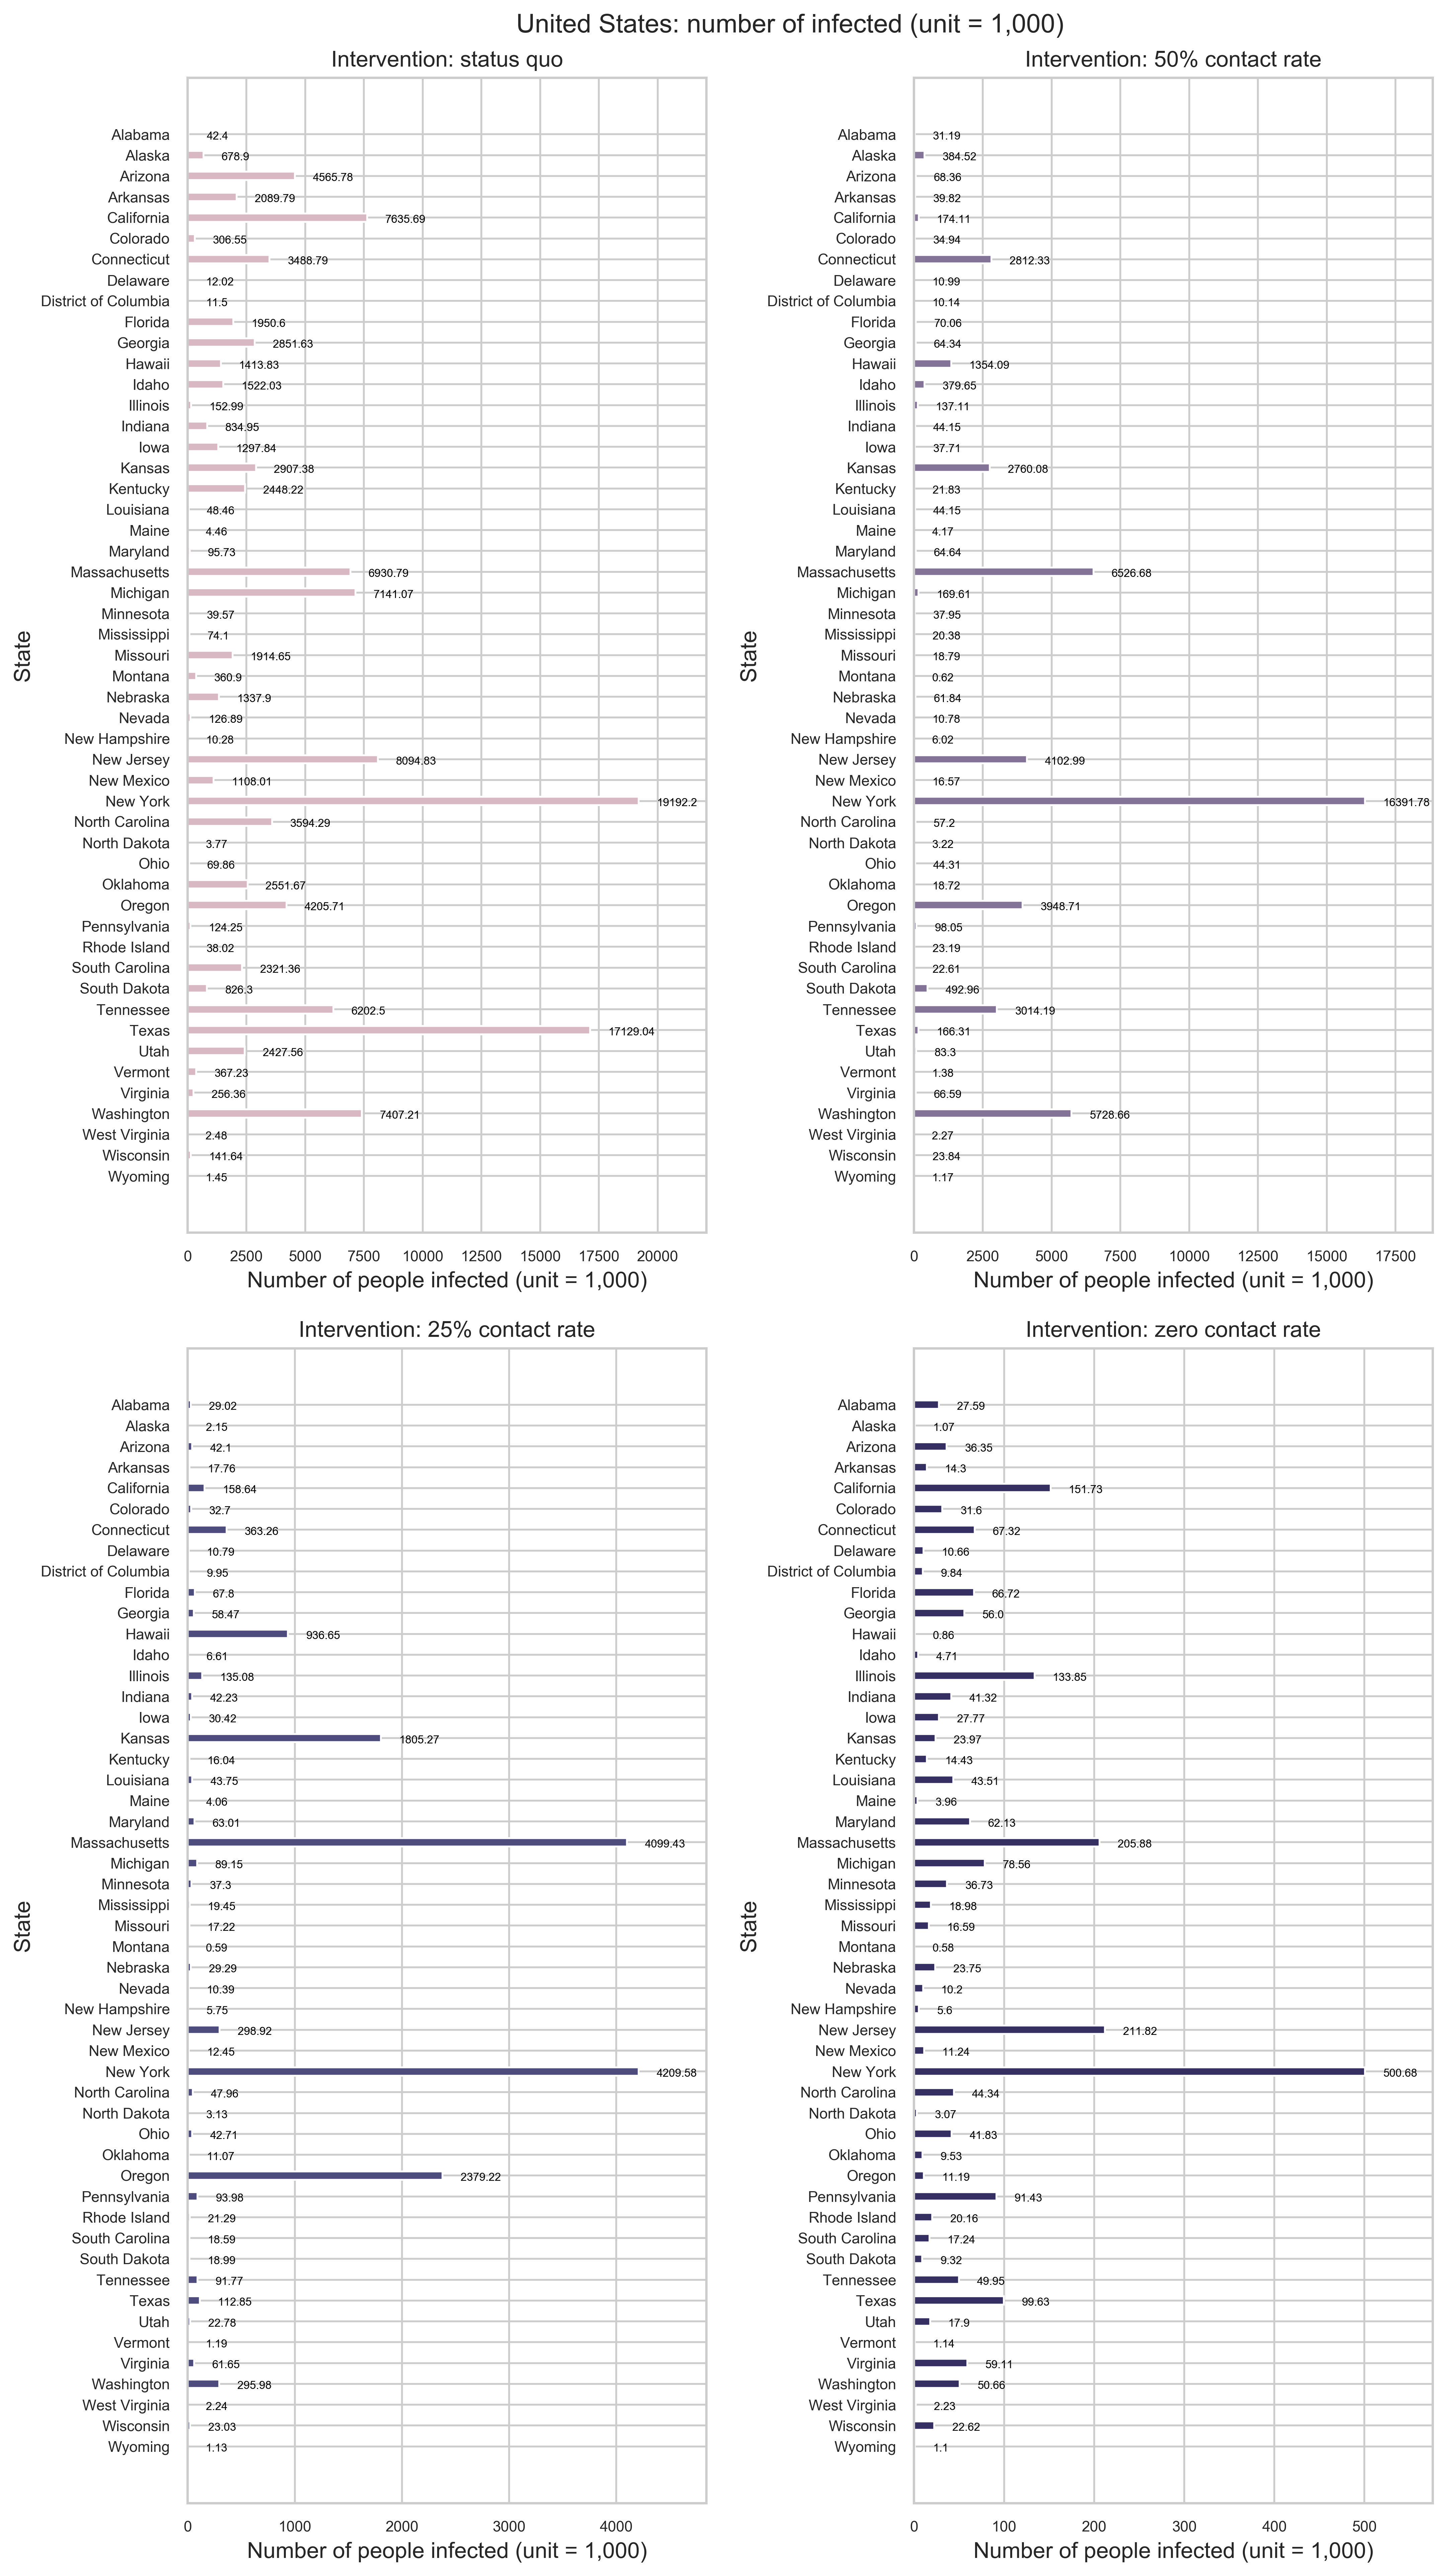 United States: number of infected (unit = 1,000)
Intervention: status quo
Alabama 42.4
Alaska 678.9
Arizona 4565.78
Arkansas 2089.79
California 7635.69
Colorado 306.55
Connecticut 3488.79
Delaware 12.02
District of Columbia 11.5
Florida 1950.6
Georgia 2851.63
Hawaii 1413.83
Idaho 1522.03
Illinois 152.99
Indiana 834.95
Iowa 1297.84
Kansas 2907.38
Kentucky 2448.22
Louisiana 48.46
Maine 4.46
Maryland 95.73
Massachusetts 6930.79
Michigan 7141.07
Minnesota 39.57
Mississippi 74.1
Missouri 1914.65
Montana 360.9
Nebraska 1337.9
Nevada 126.89
New Hampshire 10.28
New Jersey 8094.83
New Mexico 1108.01
New York 19192.2
North Carolina 3594.29
North Dakota 3.77
Ohio 69.86
Oklahoma 2551.67
Oregon 4205.71
Pennsylvania 124.25
Rhode Island 38.02
South Carolina 2321.36
South Dakota 826.3
Tennessee 6202.5
Texas 17129.04
Utah 2427.56
Vermont 367.23
Virginia 256.36
Washington 7407.21
West Virginia 2.48
Wisconsin 141.64
Wyoming 1.45
State
0 2500 5000 7500 10000 12500 15000 17500 20000
Number of people infected (unit = 1,000)
Intervention: 50% contact rate
Alabama 31.19
Alaska 384.52
Arizona 68.36
Arkansas 39.82
California 174.11
Colorado 34.94
Connecticut 2812.33
Delaware 10.99
District of Columbia 10.14
Florida 70.06
Georgia 64.34
Hawaii 1354.09
Idaho 379.65
Illinois 137.11
Indiana 44.15
Iowa 37.71
Kansas 2760.08
Kentucky 21.83
Louisiana 44.15
Maine 4.17
Maryland 64.64
Massachusetts 6526.68
Michigan 169.61
Minnesota 37.95
Mississippi 20.38
Missouri 18.79
Montana 0.62
Nebraska 61.84
Nevada 10.78
New Hampshire 6.02
New Jersey 4102.99
New Mexico 16.57
New York 16391.78
North Carolina 57.2
North Dakota 3.22
Ohio 44.31
Oklahoma 18.72
Oregon 3948.71
Pennsylvania 98.05
Rhode Island 23.19
South Carolina 22.61
South Dakota 492.96
Tennessee 3014.19
Texas 166.31
Utah 83.3
Vermont 1.38
Virginia 66.59
Washington 5728.66
West Virginia 2.27
Wisconsin 23.84
Wyoming 1.17
State
0 2500 5000 7500 10000 12500 15000 17500
Number of people infected (unit = 1,000)
Intervention: 25% contact rate
Alabama 29.02
Alaska 2.15
Arizona 42.1
Arkansas 17.76
California 158.64
Colorado 32.7
Connecticut 363.26
Delaware 10.79
District of Columbia 9.95
Florida 67.8
Georgia 58.47
Hawaii 936.65
Idaho 6.61
Illinois 135.08
Indiana 42.23
Iowa 30.42
Kansas 1805.27
Kentucky 16.04
Louisiana 43.75
Maine 4.06
Maryland 63.01
Massachusetts 4099.43
Michigan 89.15
Minnesota 37.3
Mississippi 19.45
Missouri 17.22
Montana 0.59
Nebraska 29.29
Nevada 10.39
New Hampshire 5.75
New Jersey 298.92
New Mexico 12.45
New York 4209.58
North Carolina 47.96
North Dakota 3.13
Ohio 42.71
Oklahoma 11.07
Oregon 2379.22
Pennsylvania 93.98
Rhode Island 21.29
South Carolina 18.59
South Dakota 18.99
Tennessee 91.77
Texas 112.85
Utah 22.78
Vermont 1.19
Virginia 61.65
Washington 295.98
West Virginia 2.24
Wisconsin 23.03
Wyoming 1.13
State
0 1000 2000 3000 4000
Number of people infected (unit = 1,000)
Intervention: zero contact rate
Alabama 27.59
Alaska 1.07
Arizona 36.35
Arkansas 14.3
California 151.73
Colorado 31.6
Connecticut 67.32
Delaware 10.66
District of Columbia 9.84
Florida 66.72
Georgia 56.0
Hawaii 0.86
Idaho 4.71
Illinois 133.85
Indiana 41.32
Iowa 27.77
Kansas 23.97
Kentucky 14.43
Louisiana 43.51
Maine 3.96
Maryland 62.13
Massachusetts 205.88
Michigan 78.56
Minnesota 36.73
Mississippi 18.98
Missouri 16.59
Montana 0.58
Nebraska 23.75
Nevada 10.2
New Hampshire 5.6
New Jersey 211.82
New Mexico 11.24
New York 500.68
North Carolina 44.34
North Dakota 3.07
Ohio 41.83
Oklahoma 9.53
Oregon 11.19
Pennsylvania 91.43
Rhode Island 20.16
South Carolina 17.24
South Dakota 9.32
Tennessee 49.95
Texas 99.63
Utah 17.9
Vermont 1.14
Virginia 59.11
Washington 50.66
West Virginia 2.23
Wisconsin 22.62
Wyoming 1.1
State
0 100 200 300 400 500
Number of people infected (unit = 1,000)